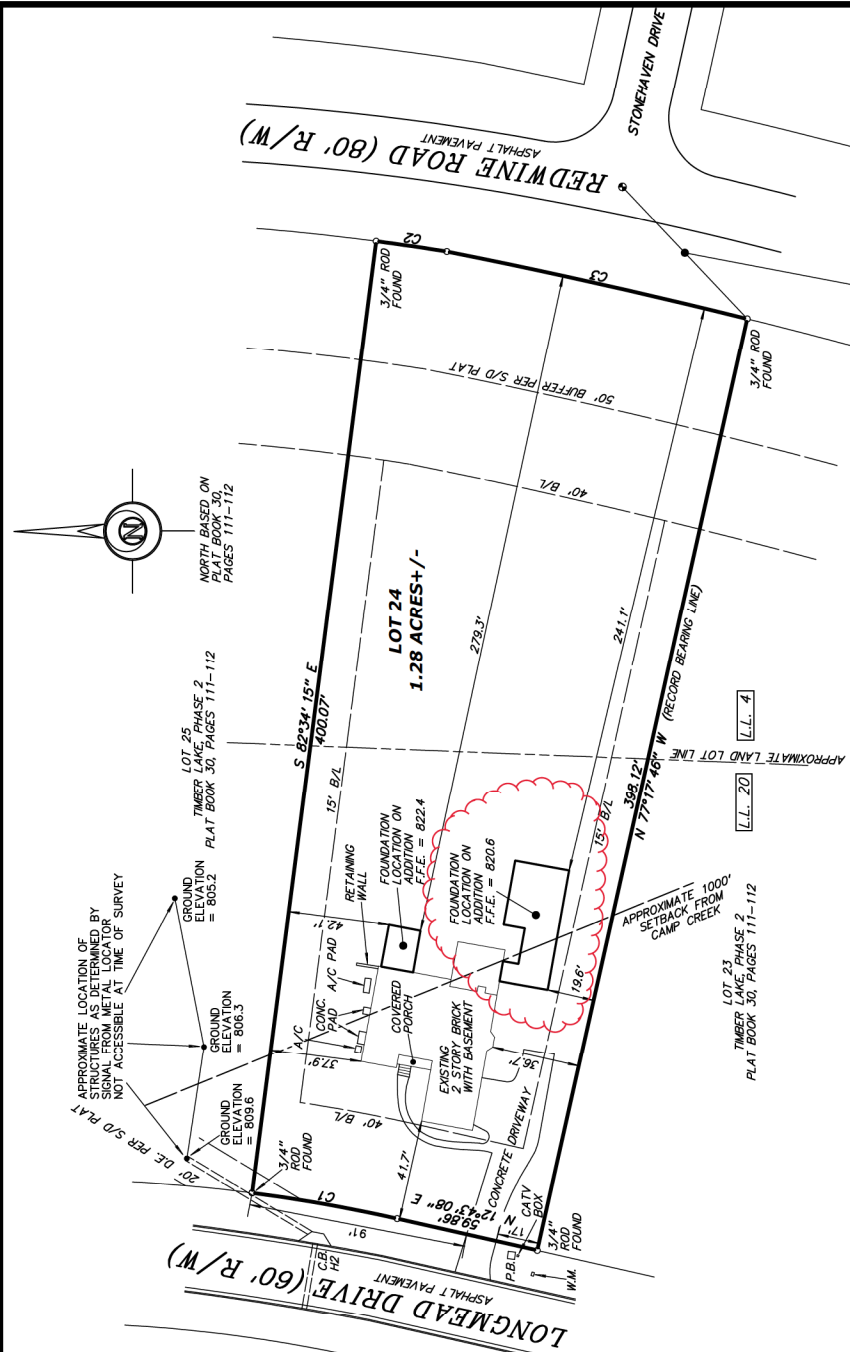 STONEHAVEN DRIVE
REDWINE ROAD (80' R/W)
ASPHALT PAVEMENT
C2
C3
3/4" ROD
FOUND
3/4" ROD
FOUND
50' BUFFER PER S/D PLAT
40' B/L
N
NORTH BASED ON
PLAT BOOK 30,
PAGES 111-112
LOT 24
1.28 ACRES+/-
279.3'
241.1'
S 82°34' 15" E
400.07'
15' B/L
LOT 25
TIMBER LAKE, PHASE 2
PLAT BOOK 30, PAGES 111-112
N 77°17' 46" W (RECORD BEARING LINE)
398.12'
15' B/L
APPROXIMATE LAND LOT LINE
L.L. 4
L.L. 20
APPROXIMATE LOCATION OF
STRUCTURES AS DETERMINED BY
SIGNAL FROM METAL LOCATOR
NOT ACCESSIBLE AT TIME OF SURVEY
GROUND
ELEVATION
= 805.2
GROUND
ELEVATION
= 806.3
GROUND
ELEVATION
= 809.6
20' D.E. PER S/D PLAT
RETAINING
WALL
FOUNDATION
LOCATION ON
ADDITION
F.F.E. = 822.4
FOUNDATION
LOCATION ON
ADDITION
F.F.E. = 820.6
42.1'
A/C PAD
CONC.
PAD
A/C
37.9'
COVERED
PORCH
EXISTING
2 STORY BRICK
WITH BASEMENT
19.6'
36.7'
APPROXIMATE 1000'
SETBACK FROM
CAMP CREEK
LOT 23
TIMBER LAKE, PHASE 2
PLAT BOOK 30, PAGES 111-112
40' B/L
41.7'
CONCRETE DRIVEWAY
3/4"
ROD
FOUND
C1
91'
59.86'
N 12°43' 08" E
17'
CATV
BOX
P.B.
3/4"
ROD
FOUND
W.M.
C.B.
H2
LONGMEAD DRIVE (60' R/W)
ASPHALT PAVEMENT